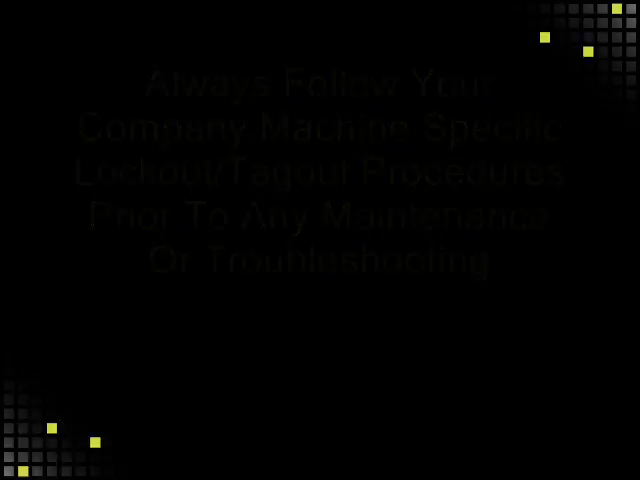 Always Follow Your
Company Machine Specific
Lockout/Tagout Procedures
Prior To Any Maintenance
Or Troubleshooting